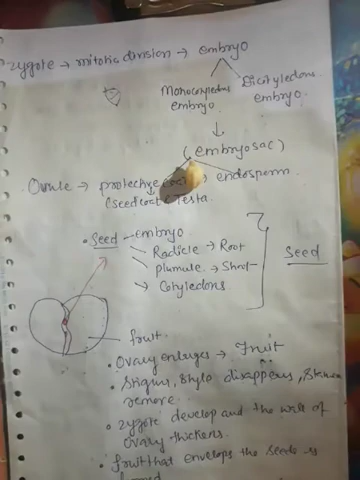 zygote → mitotic division → embryo
Monocotyledons Dicotyledons
embryo. embryo.
(embryosac)
Ovule → protective → endosperm
(seedcoat) Testa.
• Seed - embryo
Radicle → Root
plumule → Shoot
→ Cotyledons
Seed
fruit.
• Ovary enlarges → Fruit
• Stigma, Style disappears, Stamen
remove
• zygote develop and the wall of
ovary thickens.
• fruit that envelops the seeds is